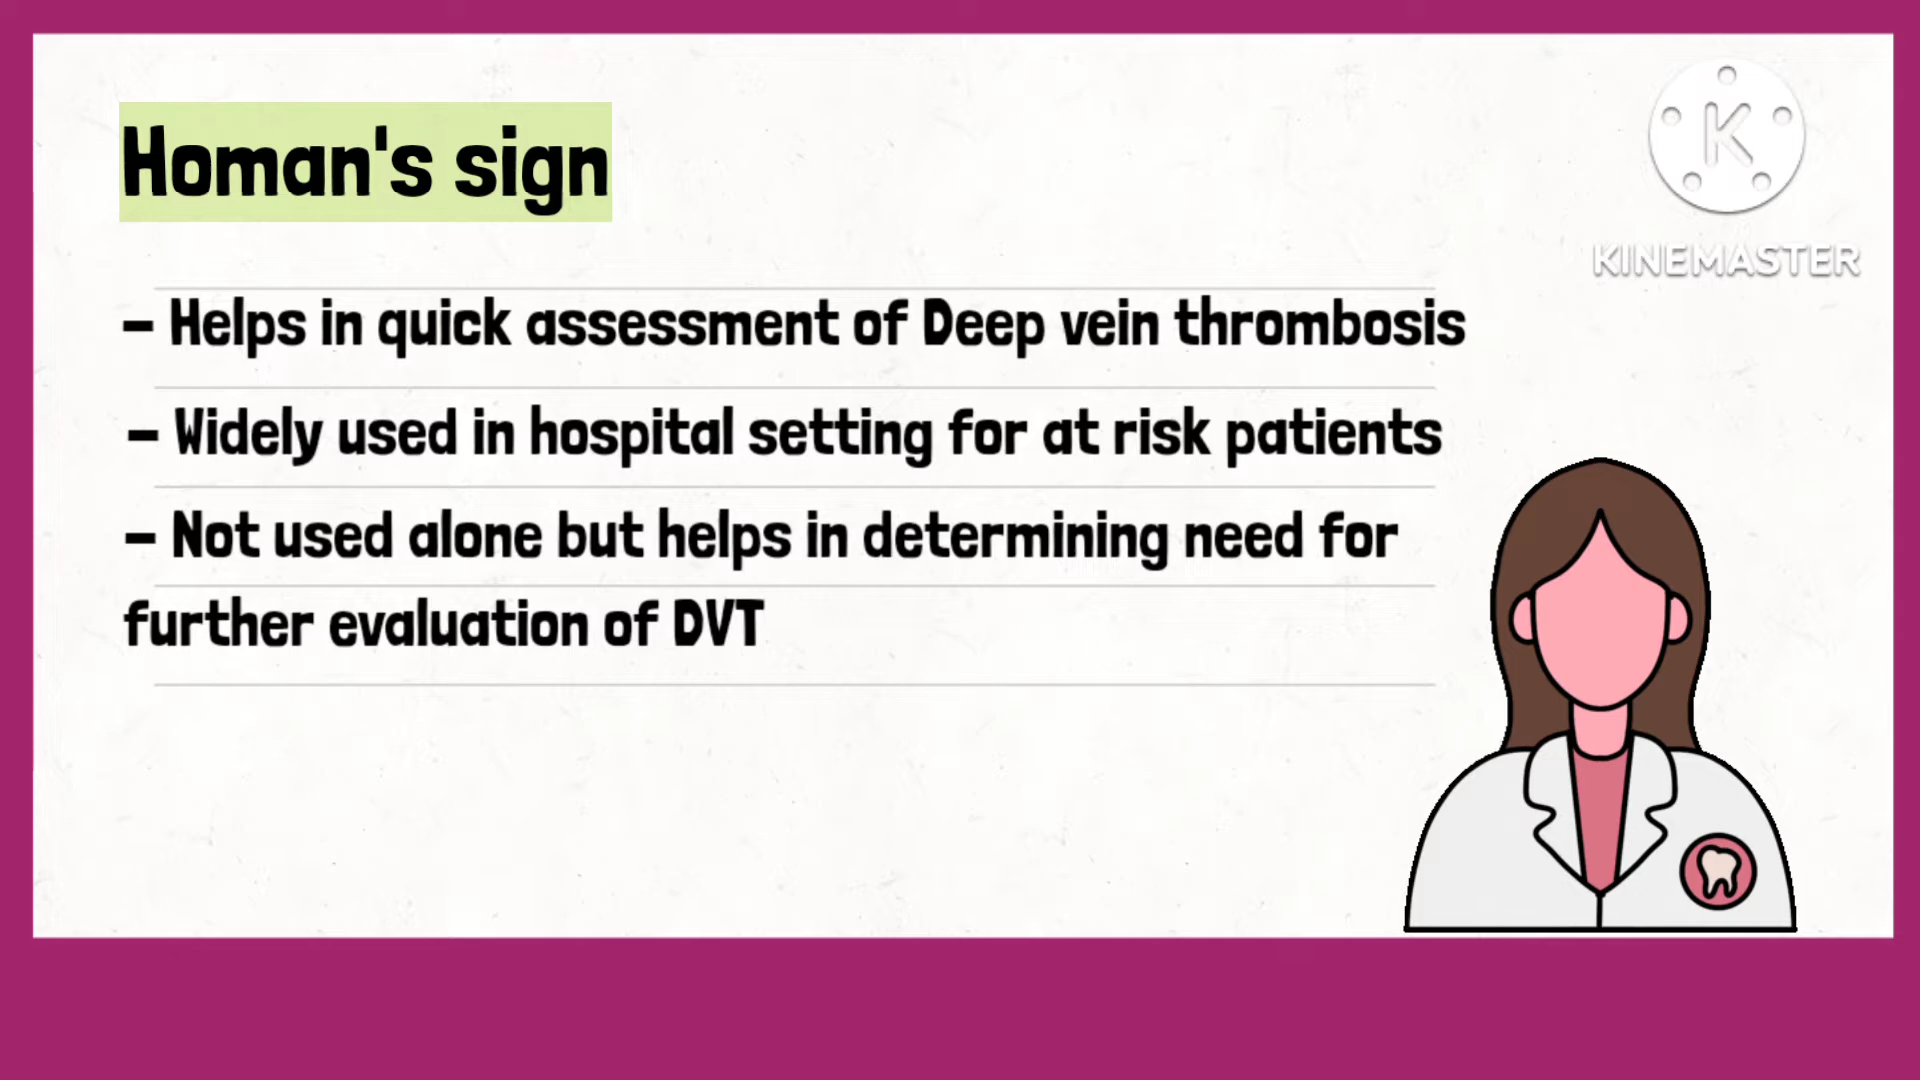 Homan's sign
K
KINEMASTER
- Helps in quick assessment of Deep vein thrombosis
- Widely used in hospital setting for at risk patients
- Not used alone but helps in determining need for
further evaluation of DVT